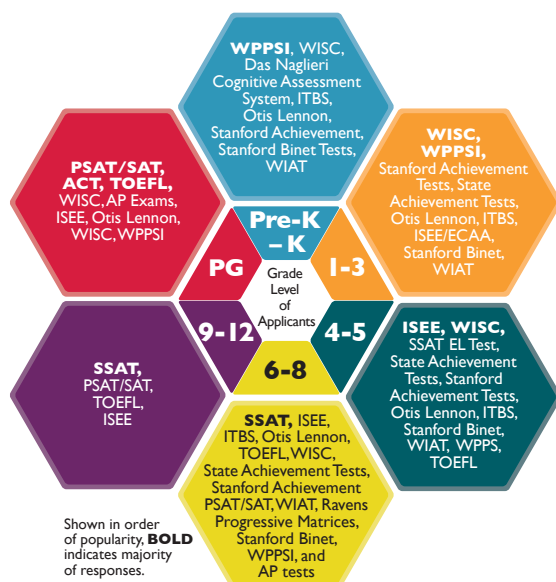 WPPSI, WISC,
Das Naglieri
Cognitive Assessment
System, ITBS,
Otis Lennon,
Stanford Achievement,
Stanford Binet Tests,
WIAT
PSAT/SAT,
ACT, TOEFL,
WISC, AP Exams,
ISEE, Otis Lennon,
WISC, WPPSI
WISC,
WPPSI,
Stanford Achievement
Tests, State
Achievement Tests,
Otis Lennon, ITBS,
ISEE/ECAA,
Stanford Binet,
WIAT
Pre-K
– K
PG
1-3
Grade
Level
of
Applicants
9-12
4-5
6-8
SSAT,
PSAT/SAT,
TOEFL,
ISEE
ISEE, WISC,
SSAT EL Test,
State Achievement
Tests, Stanford
Achievement Tests,
Otis Lennon, ITBS,
Stanford Binet,
WIAT, WPPS,
TOEFL
SSAT, ISEE,
ITBS, Otis Lennon,
TOEFL, WISC,
State Achievement Tests,
Stanford Achievement
PSAT/SAT, WIAT, Ravens
Progressive Matrices,
Stanford Binet,
WPPSI, and
AP tests
Shown in order
of popularity, BOLD
indicates majority
of responses.